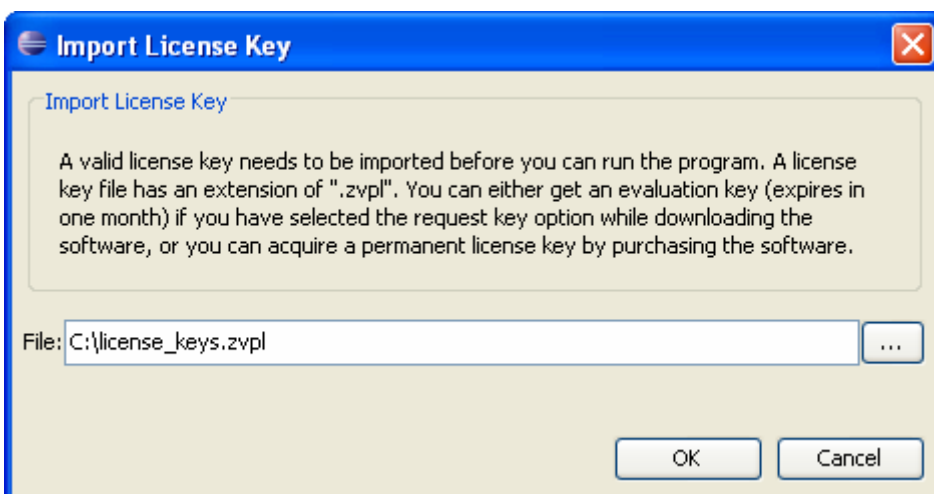 Import License Key
Import License Key
A valid license key needs to be imported before you can run the program. A license
key file has an extension of ".zvpl". You can either get an evaluation key (expires in
one month) if you have selected the request key option while downloading the
software, or you can acquire a permanent license key by purchasing the software.
File: C:\license_keys.zvpl ...
OK Cancel